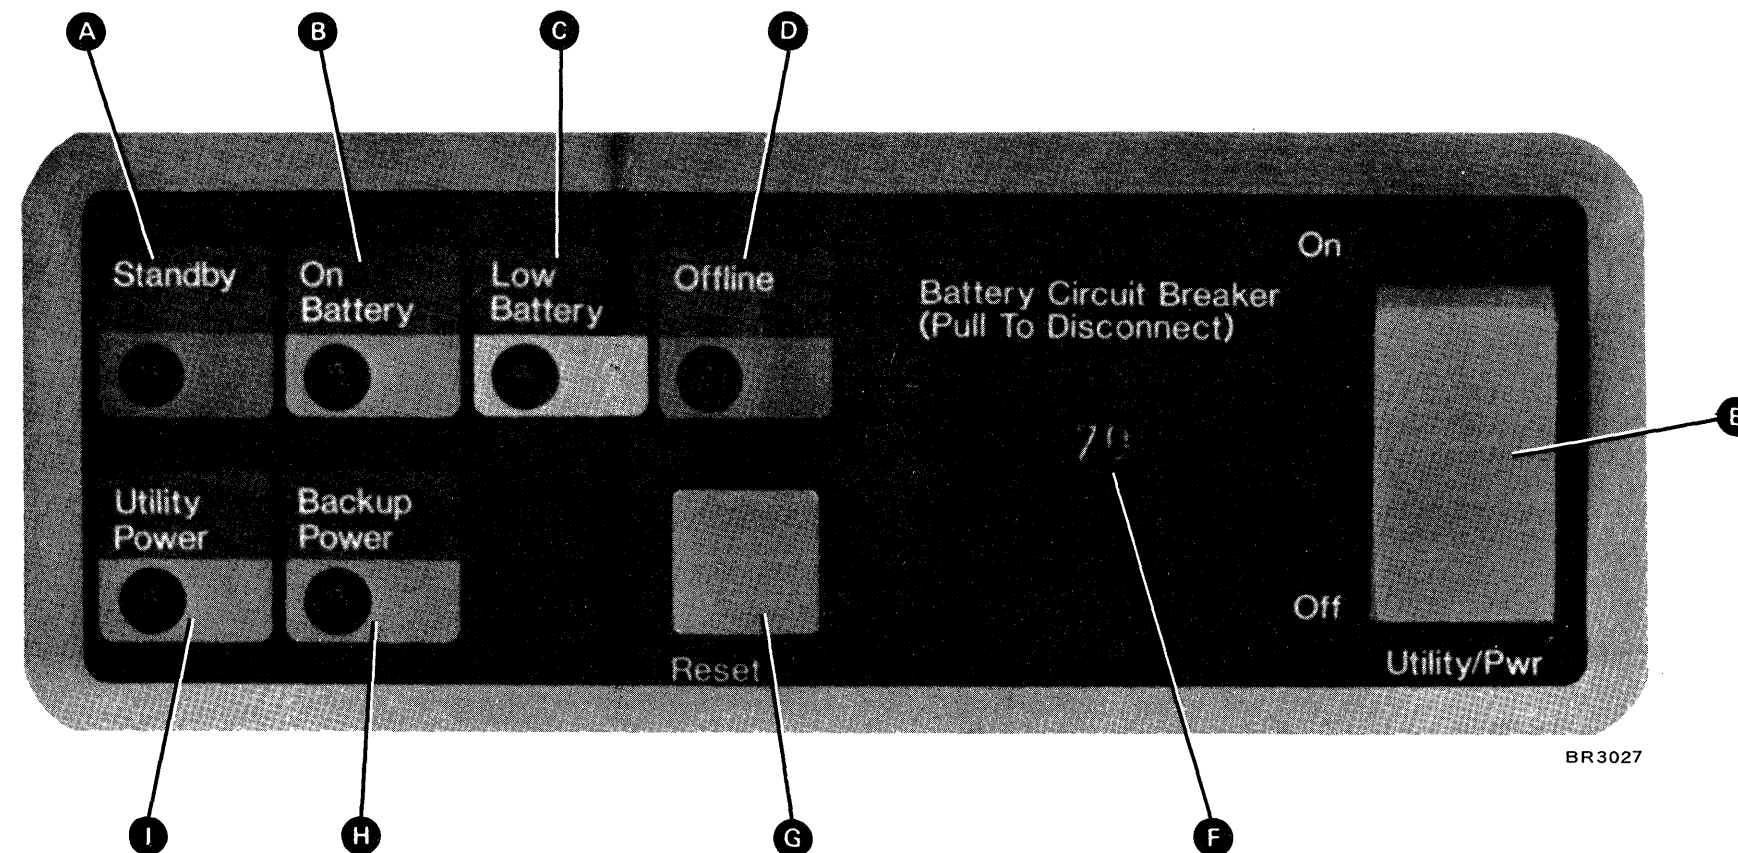 A
B
C
D
On
Standby
On
Battery
Low
Battery
Offline
Battery Circuit Breaker
(Pull To Disconnect)
E
70
Utility
Power
Backup
Power
Off
Reset
Utility/Pwr
BR3027
I
H
G
F